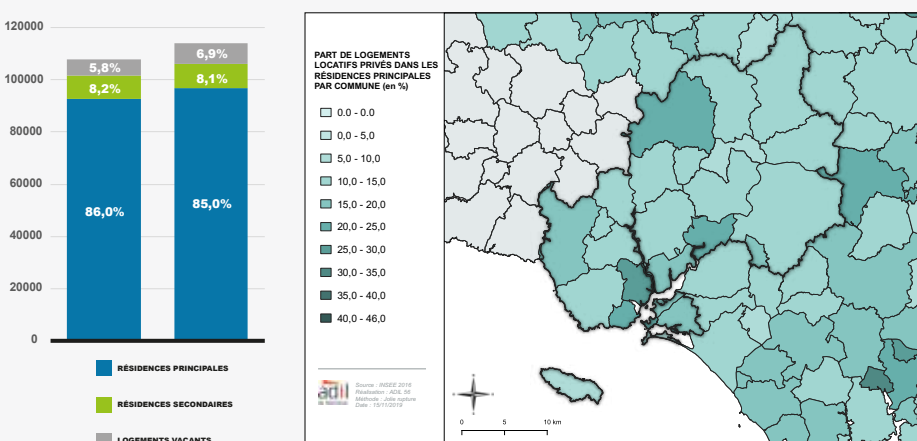 120000
100000
80000
60000
40000
20000
0
5,8%
8,2%
86,0%
6,9%
8,1%
85,0%
RÉSIDENCES PRINCIPALES
RÉSIDENCES SECONDAIRES
LOGEMENTS VACANTS
PART DE LOGEMENTS
LOCATIFS PRIVÉS DANS LES
RÉSIDENCES PRINCIPALES
PAR COMMUNE (en %)
0.0 - 0.0
0,0 - 5,0
5,0 - 10,0
10,0 - 15,0
15,0 - 20,0
20,0 - 25,0
25,0 - 30,0
30,0 - 35,0
35,0 - 40,0
40,0 - 46,0
adil
Source : INSEE 2016
Réalisation : ADIL 56
Méthode : Jolie rupture
Date : 15/11/2019
0 5 10 km